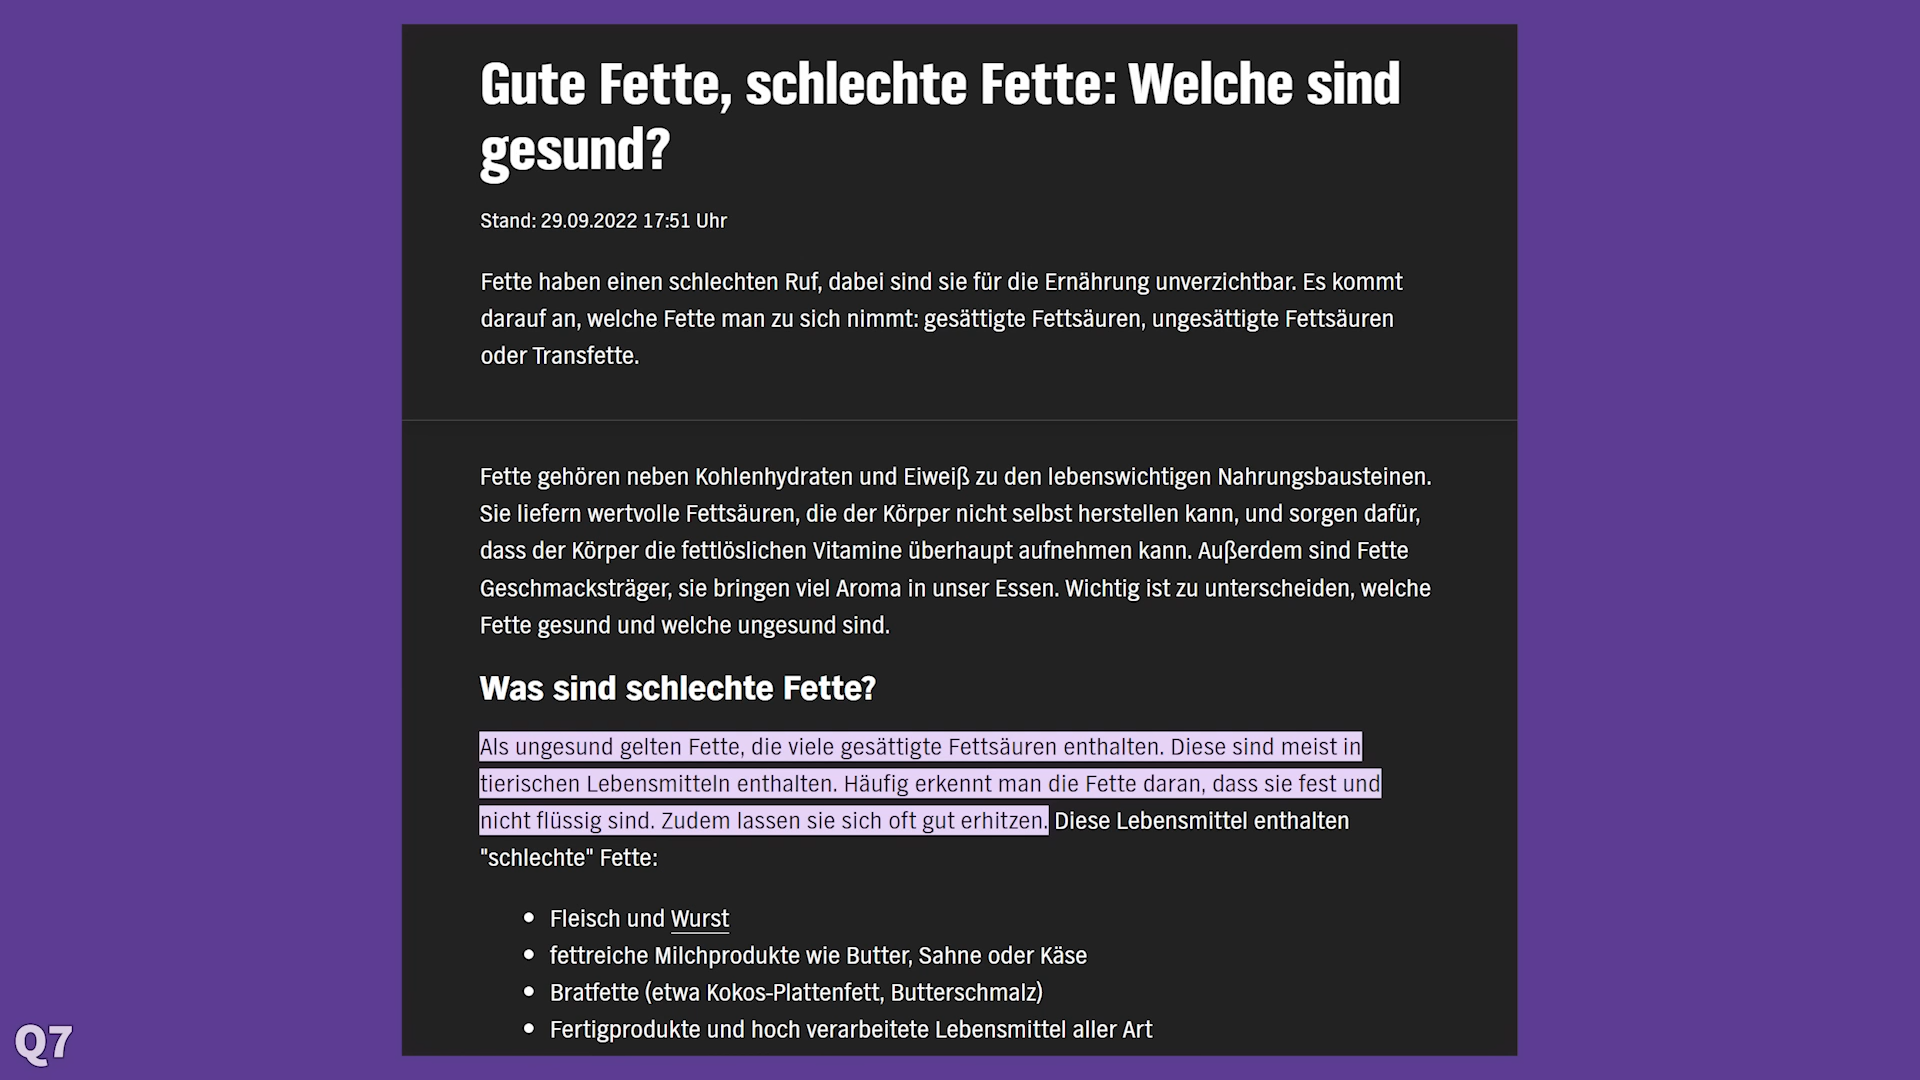 Gute Fette, schlechte Fette: Welche sind
gesund?
Stand: 29.09.2022 17:51 Uhr
Fette haben einen schlechten Ruf, dabei sind sie für die Ernährung unverzichtbar. Es kommt
darauf an, welche Fette man zu sich nimmt: gesättigte Fettsäuren, ungesättigte Fettsäuren
oder Transfette.
Fette gehören neben Kohlenhydraten und Eiweiß zu den lebenswichtigen Nahrungsbausteinen.
Sie liefern wertvolle Fettsäuren, die der Körper nicht selbst herstellen kann, und sorgen dafür,
dass der Körper die fettlöslichen Vitamine überhaupt aufnehmen kann. Außerdem sind Fette
Geschmacksträger, sie bringen viel Aroma in unser Essen. Wichtig ist zu unterscheiden, welche
Fette gesund und welche ungesund sind.
Was sind schlechte Fette?
Als ungesund gelten Fette, die viele gesättigte Fettsäuren enthalten. Diese sind meist in
tierischen Lebensmitteln enthalten. Häufig erkennt man die Fette daran, dass sie fest und
nicht flüssig sind. Zudem lassen sie sich oft gut erhitzen. Diese Lebensmittel enthalten
"schlechte" Fette:
• Fleisch und Wurst
• fettreiche Milchprodukte wie Butter, Sahne oder Käse
• Bratfette (etwa Kokos-Plattenfett, Butterschmalz)
• Fertigprodukte und hoch verarbeitete Lebensmittel aller Art
Q7